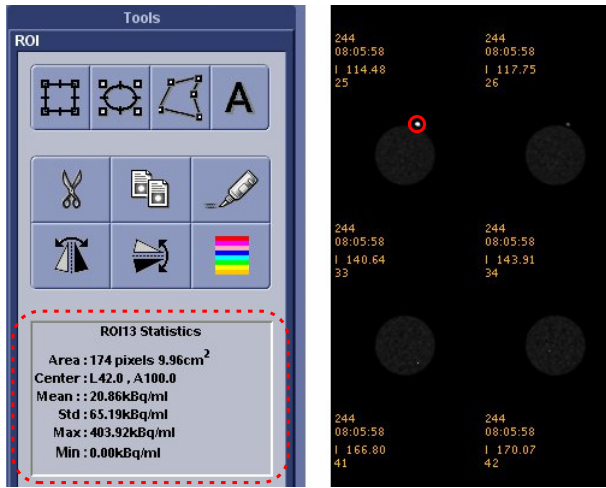 Tools
ROI
A
ROI13 Statistics
Area : 174 pixels 9.96cm²
Center : L42.0 , A100.0
Mean : : 20.86kBq/ml
Std : 65.19kBq/ml
Max : 403.92kBq/ml
Min : 0.00kBq/ml
244
08:05:58
I 114.48
25
244
08:05:58
I 117.75
26
244
08:05:58
I 140.64
33
244
08:05:58
I 143.91
34
244
08:05:58
I 166.80
41
244
08:05:58
I 170.07
42